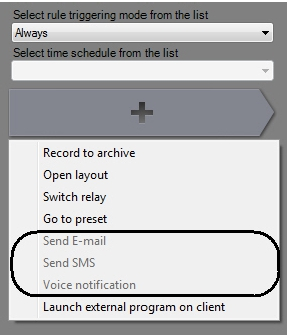 Select rule triggering mode from the list
Always
Select time schedule from the list
Record to archive
Open layout
Switch relay
Go to preset
Send E-mail
Send SMS
Voice notification
Launch external program on client